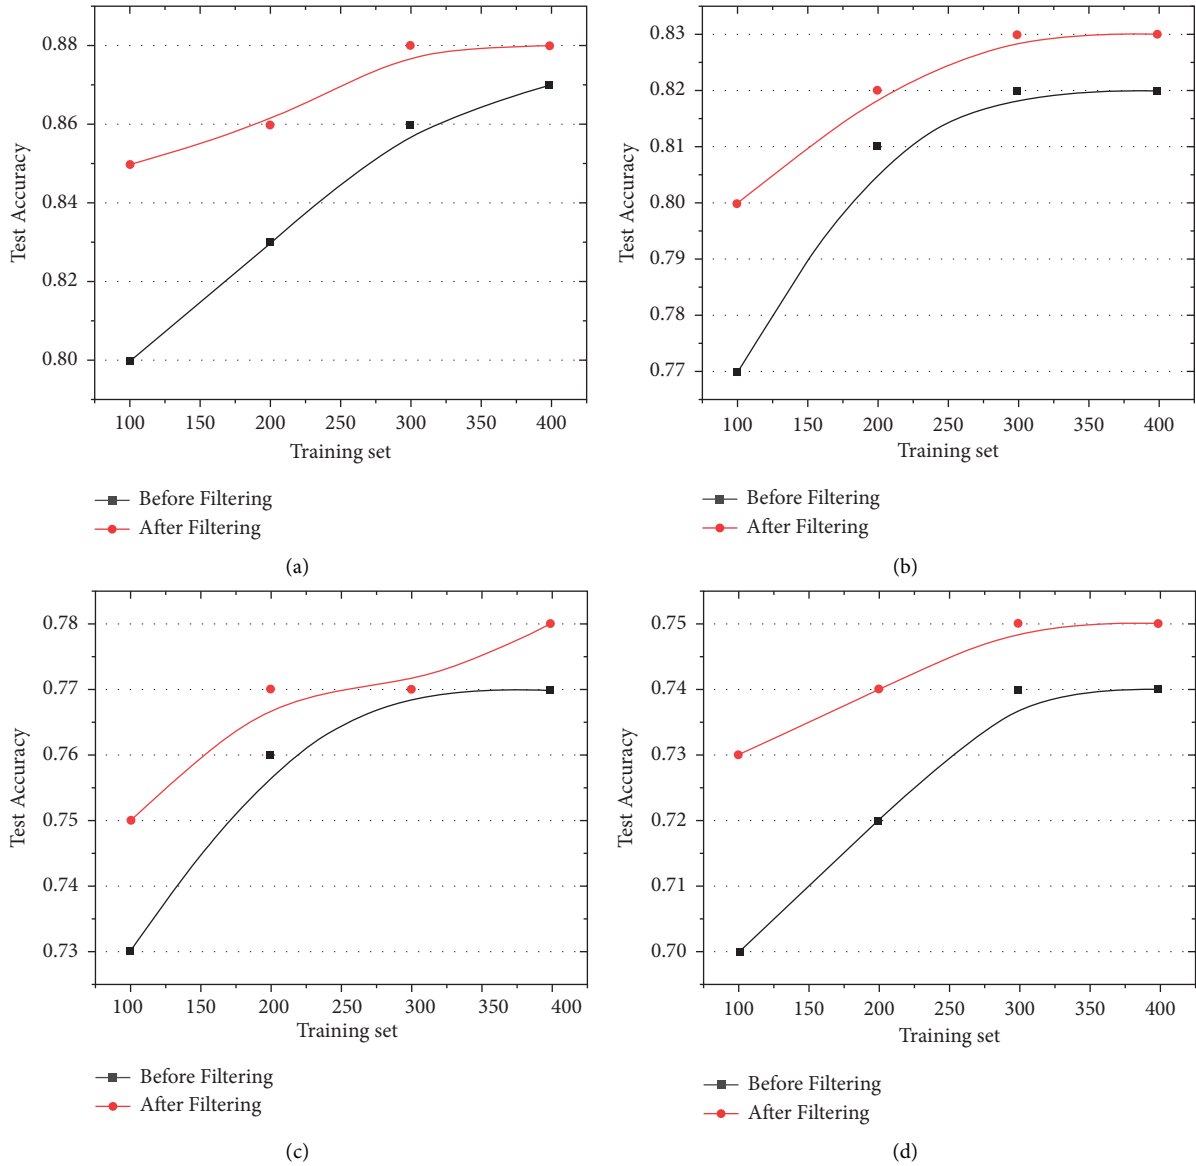 0.88
0.86
0.84
0.82
0.80
Test Accuracy
100 150 200 250 300 350 400
Training set
Before Filtering
After Filtering
(a)
0.83
0.82
0.81
0.80
0.79
0.78
0.77
Test Accuracy
100 150 200 250 300 350 400
Training set
Before Filtering
After Filtering
(b)
0.78
0.77
0.76
0.75
0.74
0.73
Test Accuracy
100 150 200 250 300 350 400
Training set
Before Filtering
After Filtering
(c)
0.75
0.74
0.73
0.72
0.71
0.70
Test Accuracy
100 150 200 250 300 350 400
Training set
Before Filtering
After Filtering
(d)